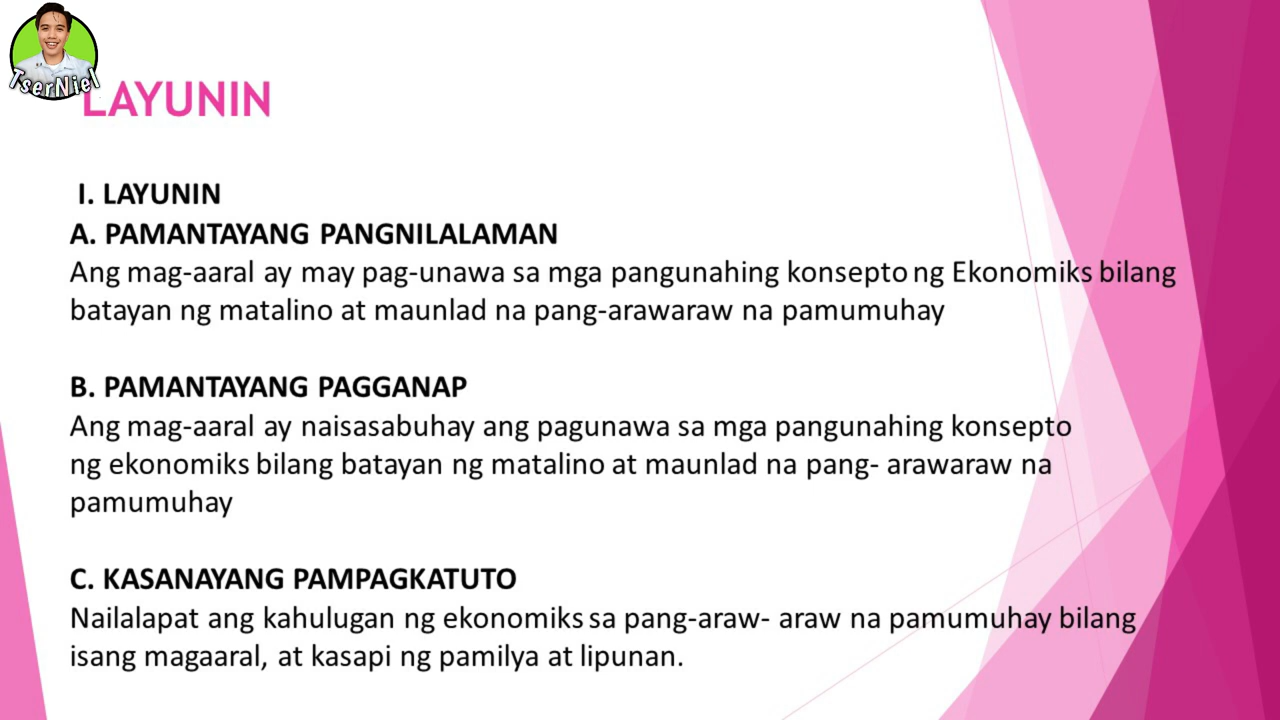 TserNiel
LAYUNIN
I. LAYUNIN
A. PAMANTAYANG PANGNILALAMAN
Ang mag-aaral ay may pag-unawa sa mga pangunahing konsepto ng Ekonomiks bilang
batayan ng matalino at maunlad na pang-arawaraw na pamumuhay
B. PAMANTAYANG PAGGANAP
Ang mag-aaral ay naisasabuhay ang pagunawa sa mga pangunahing konsepto
ng ekonomiks bilang batayan ng matalino at maunlad na pang- arawaraw na
pamumuhay
C. KASANAYANG PAMPAGKATUTO
Nailalapat ang kahulugan ng ekonomiks sa pang-araw- araw na pamumuhay bilang
isang magaaral, at kasapi ng pamilya at lipunan.